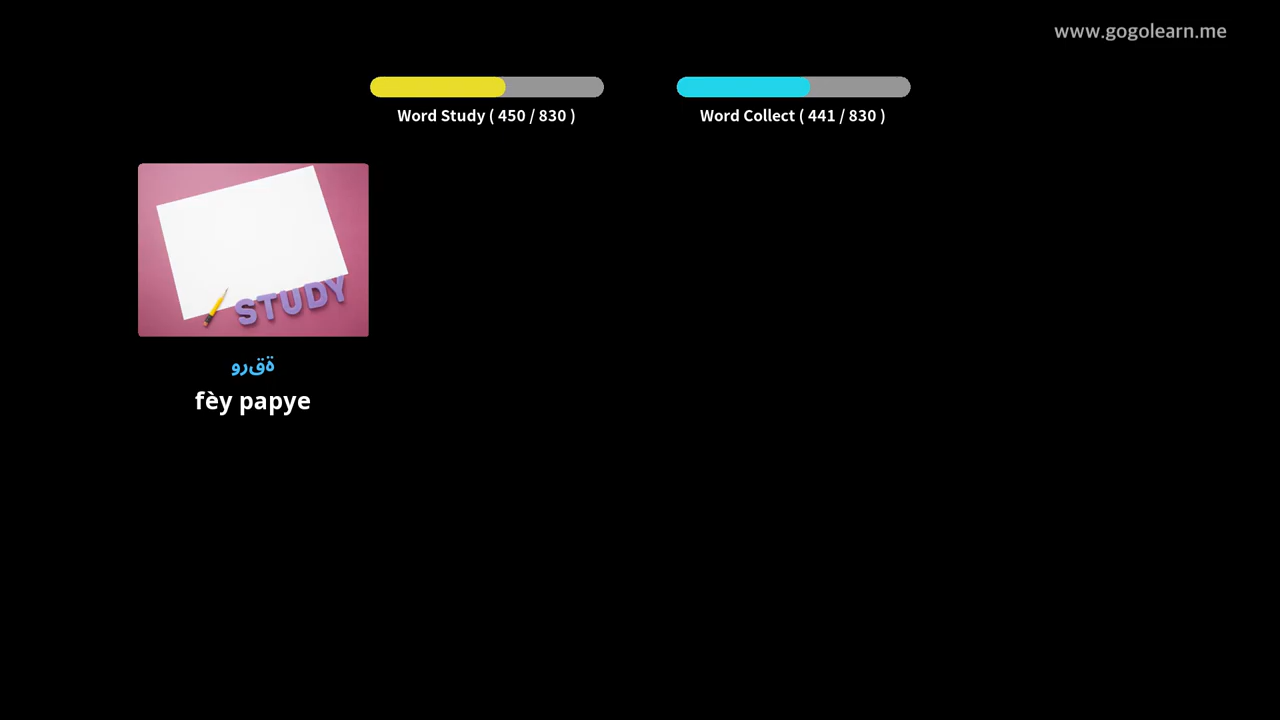 www.gogolearn.me
Word Study ( 450 / 830 )
Word Collect ( 441 / 830 )
STUDY
ةقرو
fèy papye